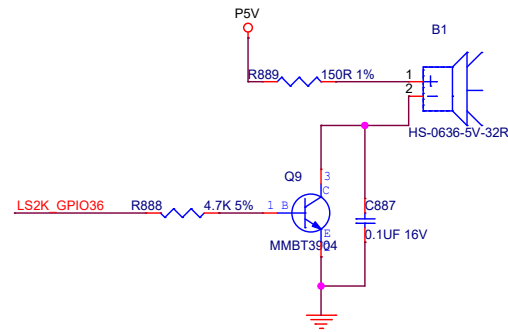 P5V
B1
R889 150R 1% 1
2
HS-0636-5V-32R
3
Q9 C
LS2K_GPIO36 R888 4.7K 5% 1 B C887
E
MMBT3904 0.1UF 16V
2